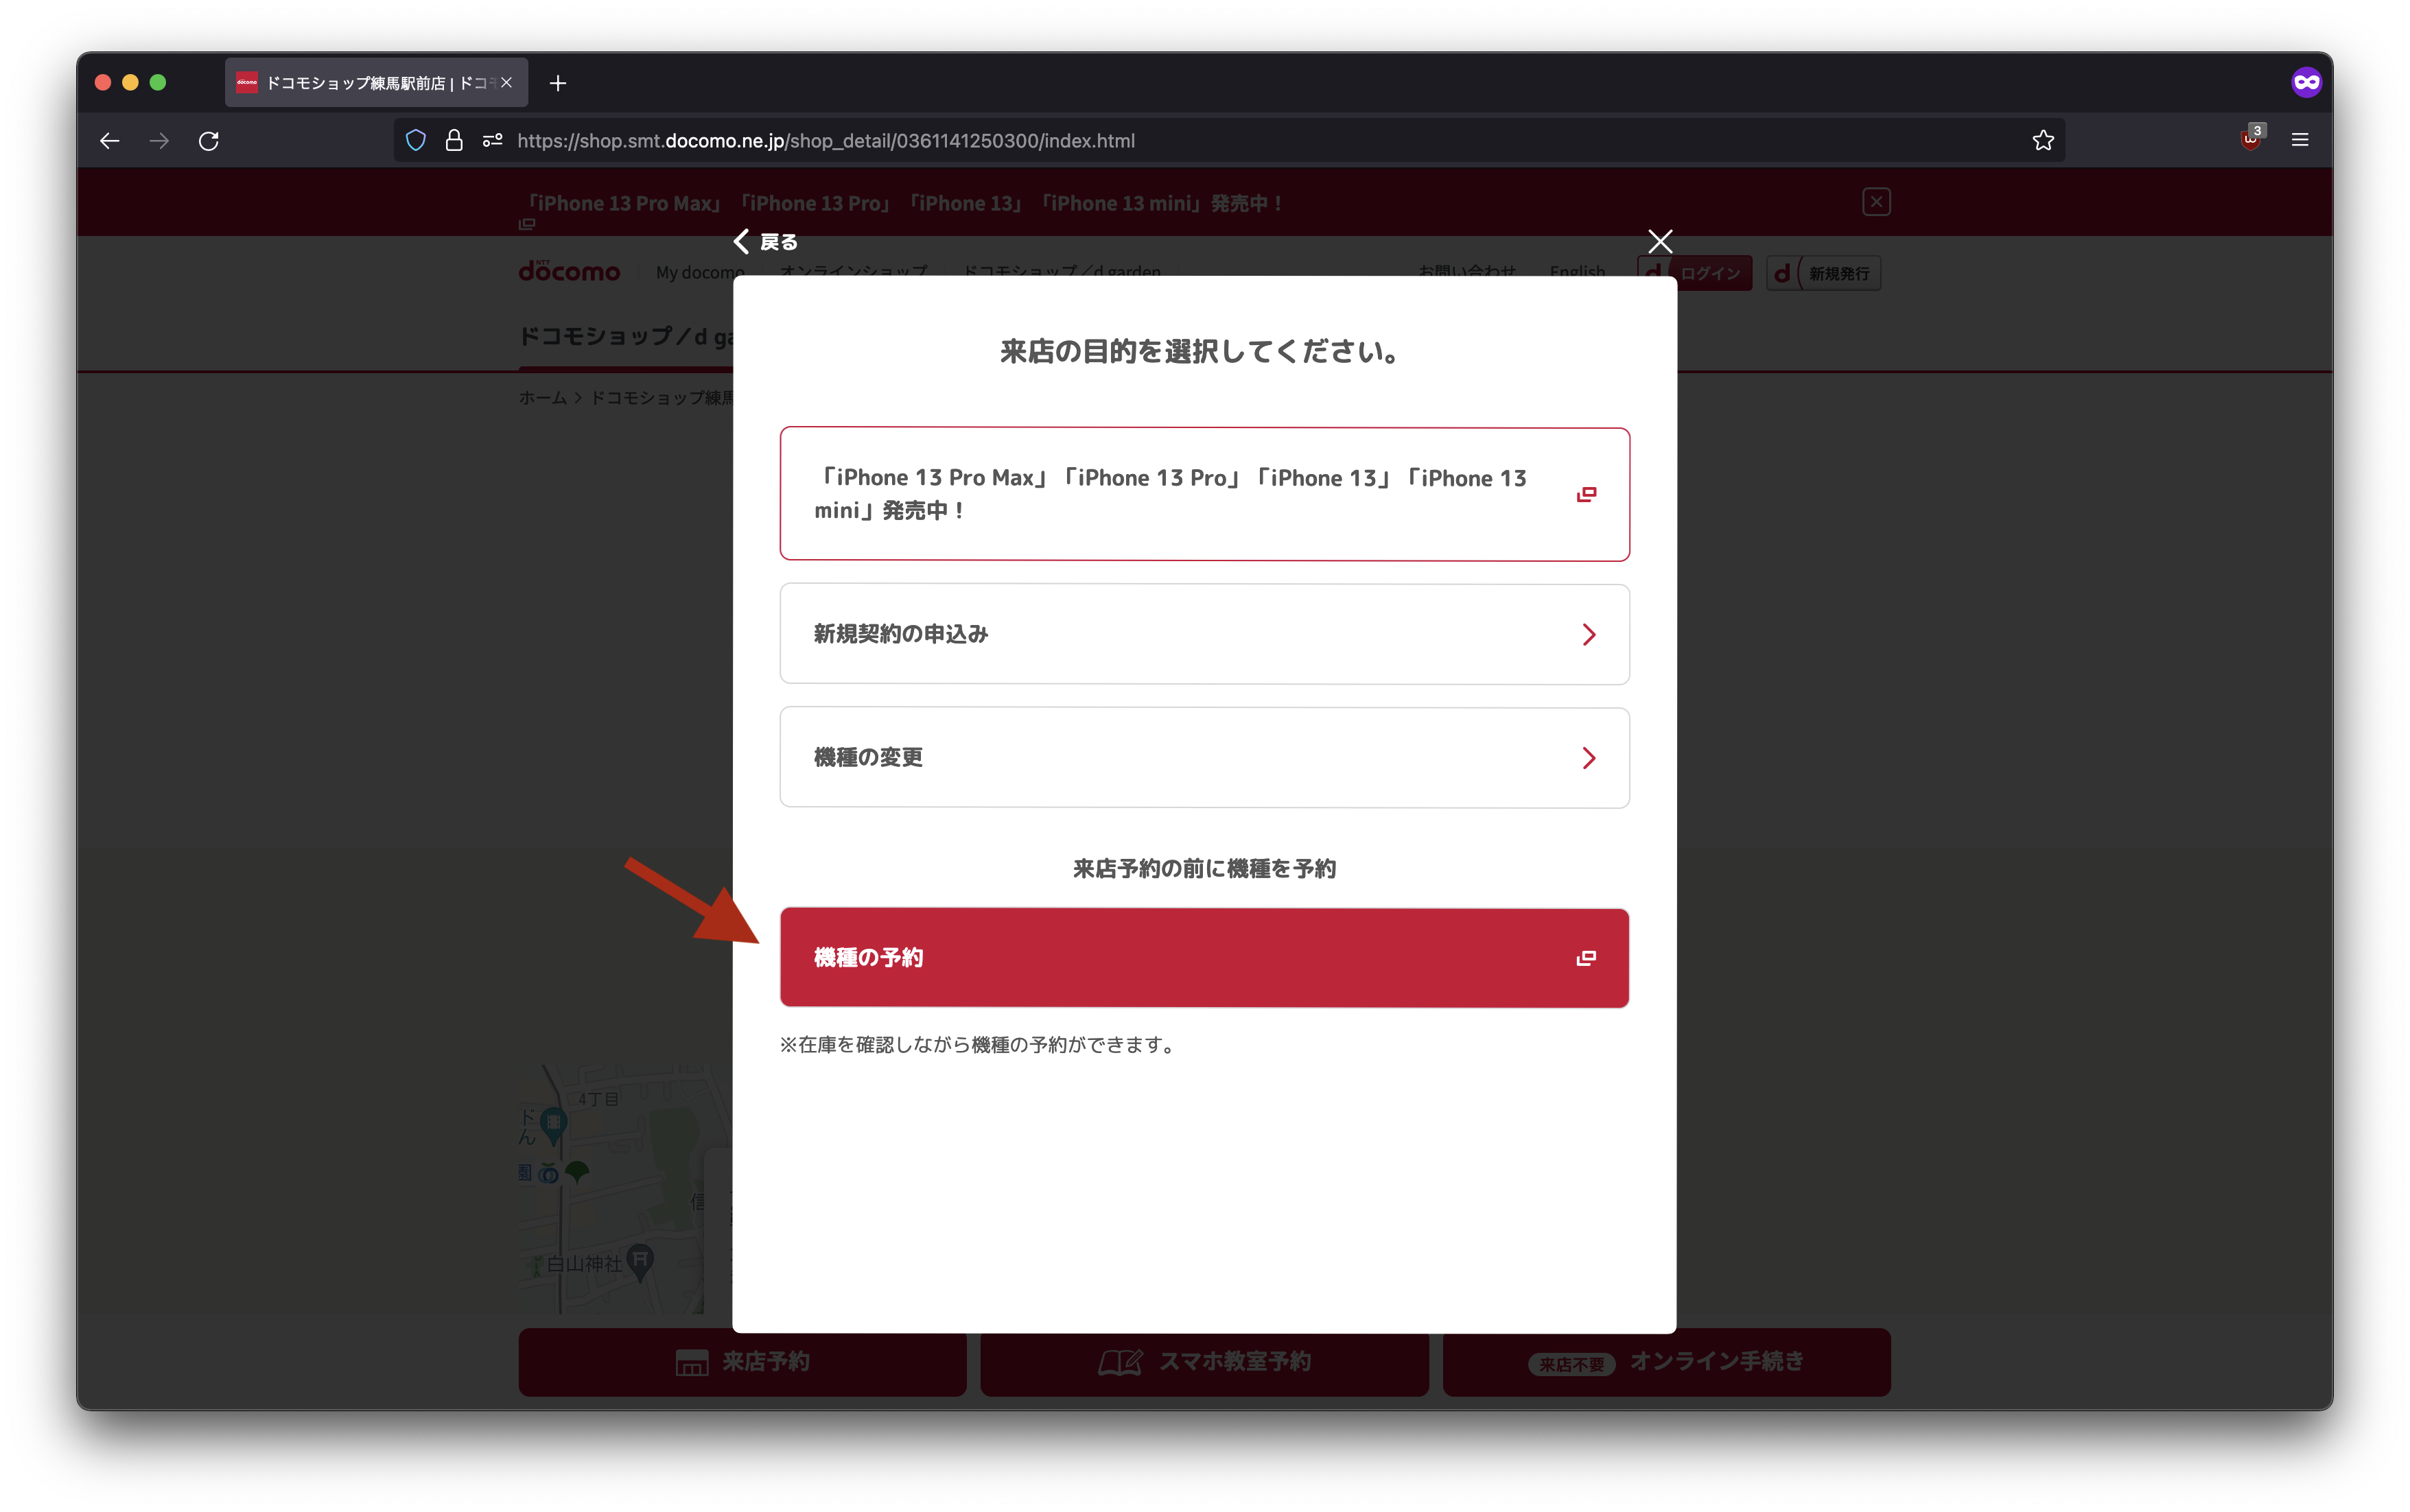 docomo
ドコモショップ練馬駅前店 | ドコモ
https://shop.smt.docomo.ne.jp/shop_detail/0361141250300/index.html
3
「iPhone 13 Pro Max」「iPhone 13 Pro」「iPhone 13」「iPhone 13 mini」発売中！
戻る
NTT
döcomo
My docomo
オンラインショップ
ドコモショップ／d garden
お問い合わせ
English
d ログイン
d 新規発行
ドコモショップ／d ga
ホーム > ドコモショップ練馬
来店の目的を選択してください。
「iPhone 13 Pro Max」「iPhone 13 Pro」「iPhone 13」「iPhone 13
mini」発売中！
新規契約の申込み
機種の変更
来店予約の前に機種を予約
機種の予約
※在庫を確認しながら機種の予約ができます。
4丁目
ド
ん
園
信
白山神社
来店予約
スマホ教室予約
来店不要 オンライン手続き